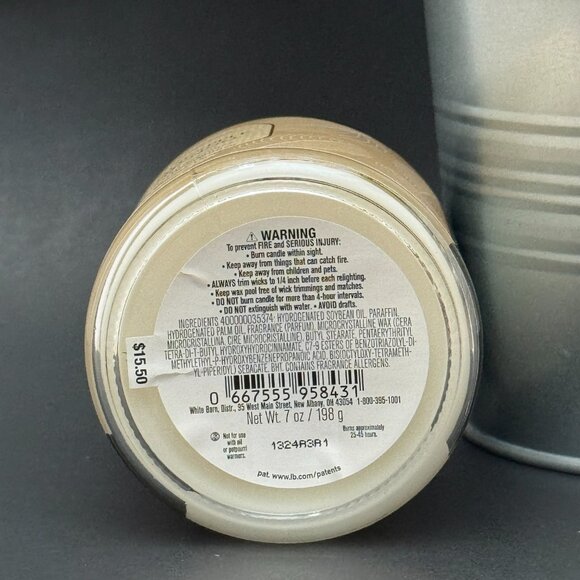 ⚠ WARNING
To prevent FIRE and SERIOUS INJURY:
• Burn candle within sight.
• Keep away from things that can catch fire.
• Keep away from children and pets.
• ALWAYS trim wicks to 1/4 inch before each relighting.
• Keep wax pool free of wick trimmings and matches.
• DO NOT burn candle for more than 4-hour intervals.
• DO NOT extinguish with water. • AVOID drafts.
INGREDIENTS 4000000035374: HYDROGENATED SOYBEAN OIL, PARAFFIN,
HYDROGENATED PALM OIL, FRAGRANCE (PARFUM), MICROCRYSTALLINE WAX (CERA
MICROCRISTALLINA, CIRE MICROCRISTALLINE), BUTYL STEARATE, PENTAERYTHRITYL
TETRA-DI-T-BUTYL HYDROXYHYDROCINNAMATE, C7-9 ESTERS OF BENZOTRIAZOLYL-DI-
METHYLETHYL-P-HYDROXYBENZENEPROPANOIC ACID, BIS(OCTYLOXY-TETRAMETH-
YL-PIPERIDYL) SEBACATE, BHT. CONTAINS FRAGRANCE ALLERGENS.
$15.50
0 667555 958431
White Barn, Distr., 95 West Main Street, New Albany, OH 43054 1-800-395-1001
Net Wt. 7 oz / 198 g
Not for use
with oil
or potpourri
warmers.
1324A3A1
Burns approximately
25-45 hours.
pat. www.lb.com/patents